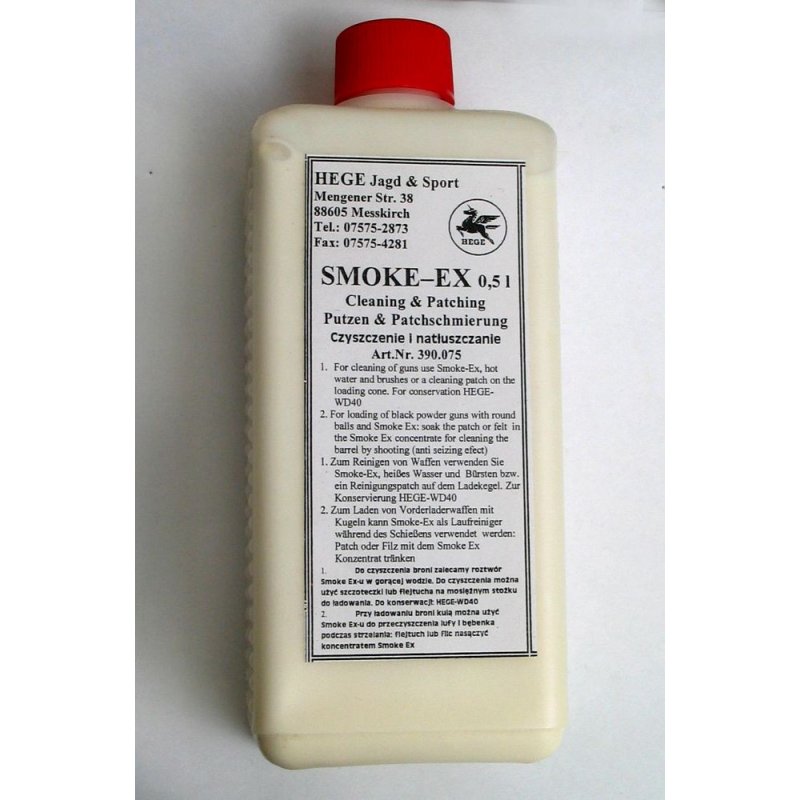 HEGE Jagd & Sport
Mengener Str. 38
88605 Messkirch
Tel.: 07575-2873
Fax: 07575-4281
HEGE
SMOKE–EX 0,5 l
Cleaning & Patching
Putzen & Patchschmierung
Czyszczenie i natłuszczanie
Art.Nr. 390.075
1. For cleaning of guns use Smoke-Ex, hot
water and brushes or a cleaning patch on the
loading cone. For conservation HEGE-
WD40
2. For loading of black powder guns with round
balls and Smoke Ex: soak the patch or felt in
the Smoke Ex concentrate for cleaning the
barrel by shooting (anti seizing efect)
1. Zum Reinigen von Waffen verwenden Sie
Smoke-Ex, heißes Wasser und Bürsten bzw.
ein Reinigungspatch auf dem Ladekegel. Zur
Konservierung HEGE-WD40
2. Zum Laden von Vorderladerwaffen mit
Kugeln kann Smoke-Ex als Laufreiniger
während des Schießens verwendet werden:
Patch oder Filz mit dem Smoke Ex
Konzentrat tränken
1. Do czyszczenia broni zalecamy roztwór
Smoke Ex-u w gorącej wodzie. Do czyszczenia można
użyć szczoteczki lub flejtucha na mosiężnym stożku
do ładowania. Do konserwacji: HEGE-WD40
2. Przy ładowaniu broni kulą można użyć
Smoke Ex-u do przeczyszczenia lufy i bębenka
podczas strzelania: flejtuch lub filc nasączyć
koncentratem Smoke Ex